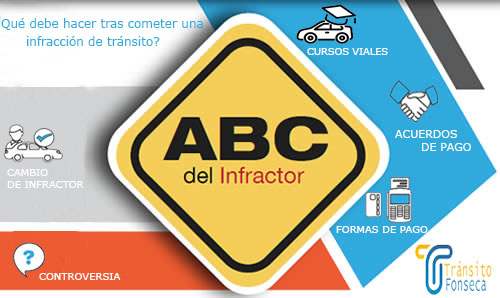 Qué debe hacer tras cometer una
infracción de tránsito?
CURSOS VIALES
ACUERDOS
DE PAGO
ABC
del Infractor
CAMBIO
DE INFRACTOR
FORMAS DE PAGO
?
CONTROVERSIA
Tránsito
Fonseca